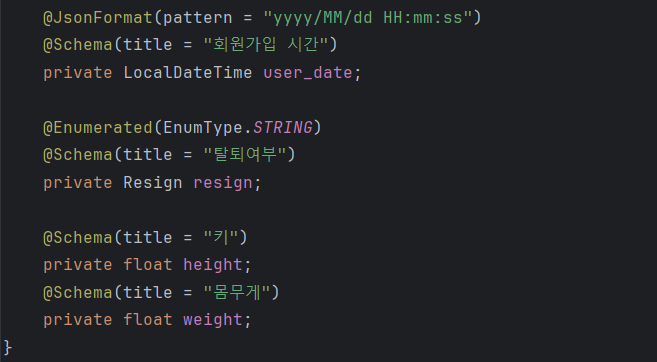 @JsonFormat(pattern = "yyyy/MM/dd HH:mm:ss")
@Schema(title = "회원가입 시간")
private LocalDateTime user_date;
@Enumerated(EnumType.STRING)
@Schema(title = "탈퇴여부")
private Resign resign;
@Schema(title = "키")
private float height;
@Schema(title = "몸무게")
private float weight;
}